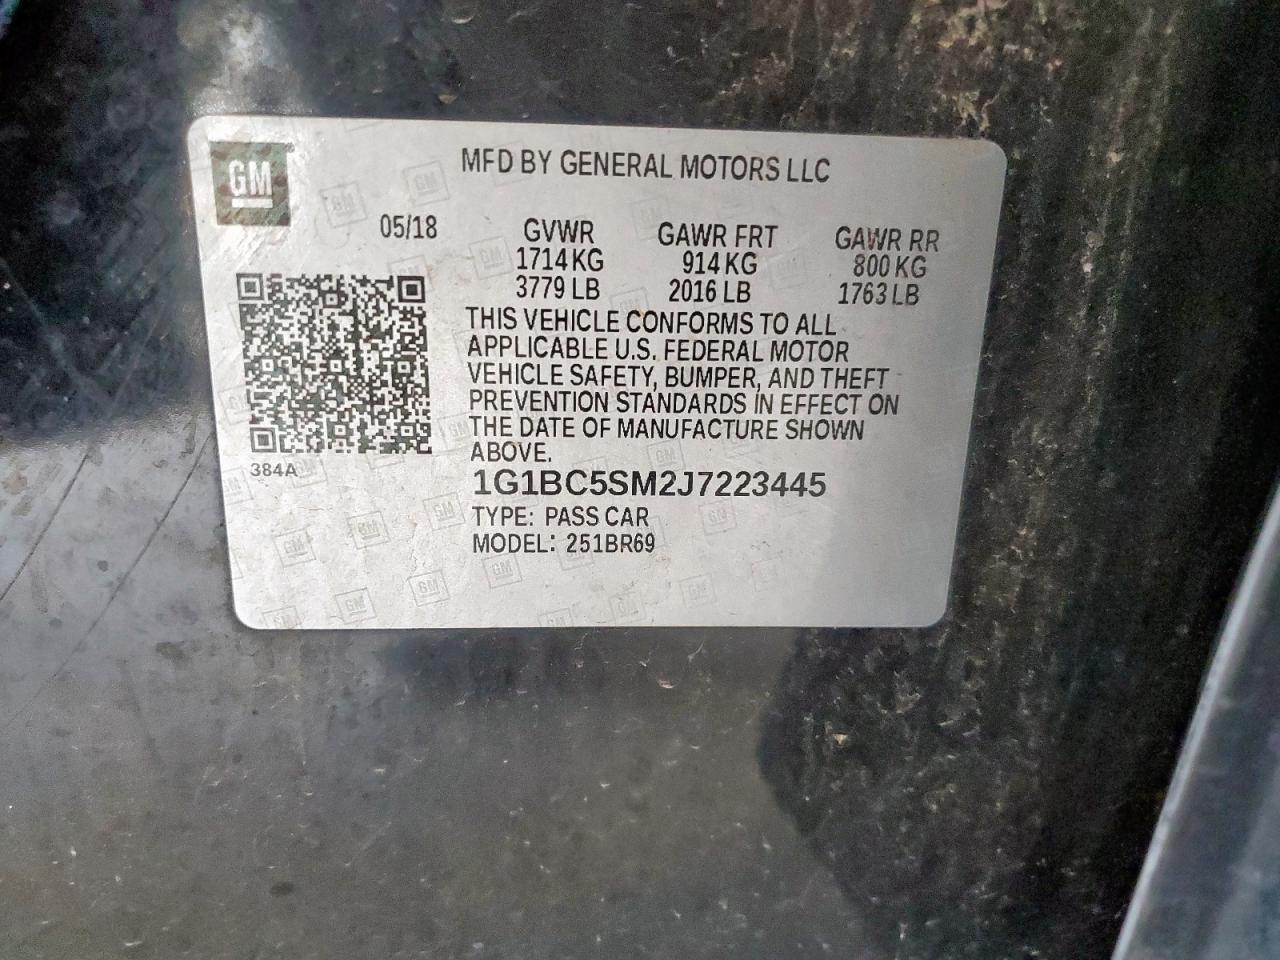 GM
MFD BY GENERAL MOTORS LLC
05/18
GVWR GAWR FRT GAWR RR
1714 KG 914 KG 800 KG
3779 LB 2016 LB 1763 LB
THIS VEHICLE CONFORMS TO ALL
APPLICABLE U.S. FEDERAL MOTOR
VEHICLE SAFETY, BUMPER, AND THEFT
PREVENTION STANDARDS IN EFFECT ON
THE DATE OF MANUFACTURE SHOWN
ABOVE.
384A
1G1BC5SM2J7223445
TYPE: PASS CAR
MODEL: 251BR69